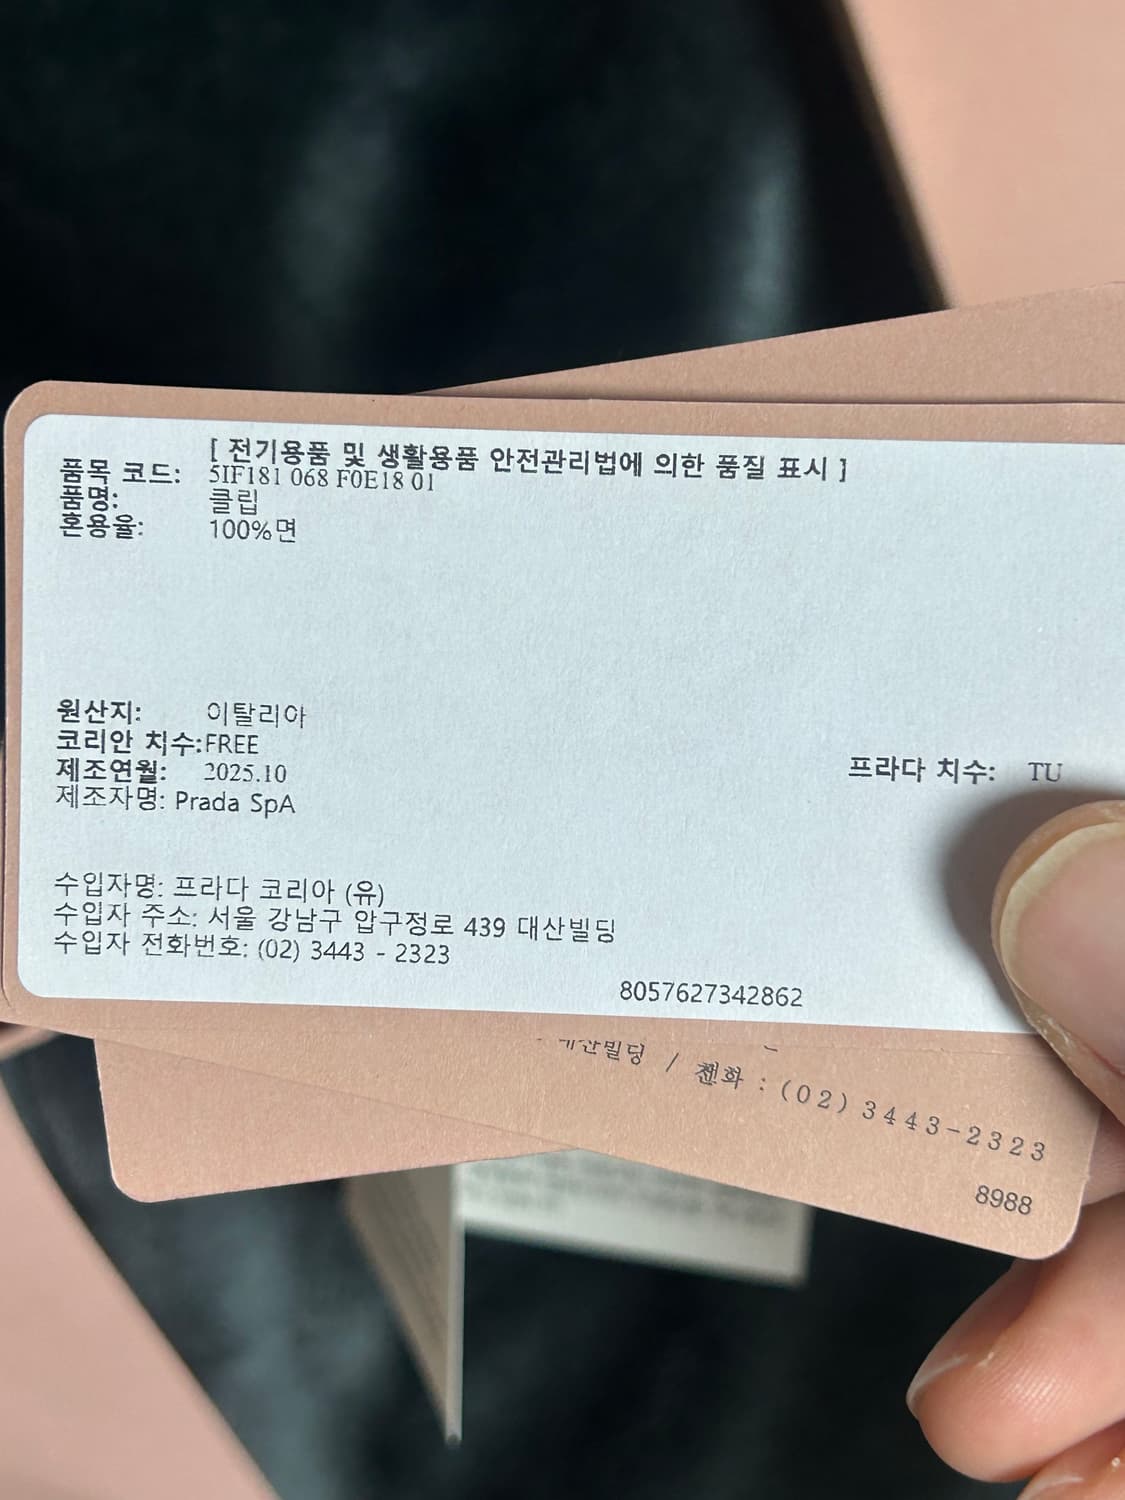 [ 전기용품 및 생활용품 안전관리법에 의한 품질 표시 ]
품목 코드: 5IF181 068 F0E18 01
품명: 클립
혼용율: 100%면
원산지: 이탈리아
코리안 치수:FREE
제조연월: 2025.10 프라다 치수: TU
제조자명: Prada SpA
수입자명: 프라다 코리아 (유)
수입자 주소: 서울 강남구 압구정로 439 대산빌딩
수입자 전화번호: (02) 3443 - 2323
8057627342862
대산빌딩 / 전화 : (02) 3443-2323
8988